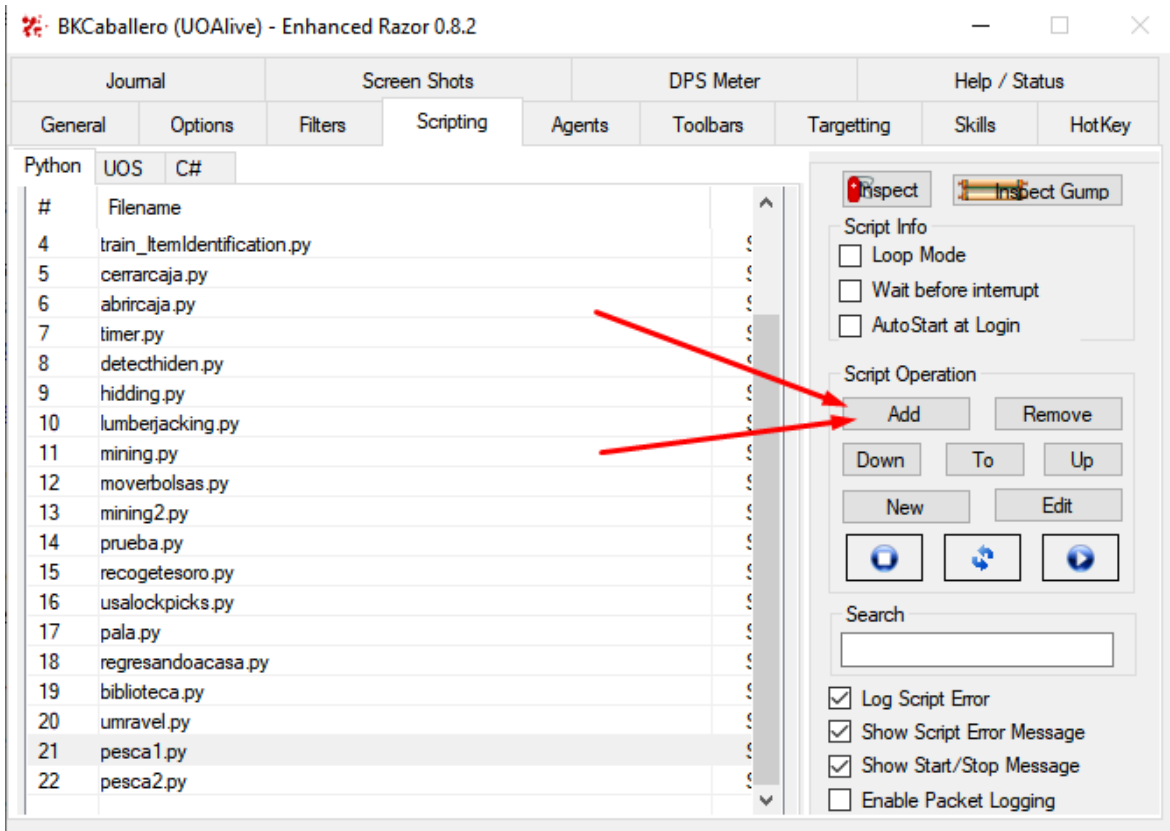 BKCaballero (UOAlive) - Enhanced Razor 0.8.2
Journal Screen Shots DPS Meter Help / Status
General Options Filters Scripting Agents Toolbars Targetting Skills HotKey
Python UOS C#
# Filename
4 train_ItemIdentification.py
5 cerrarcaja.py
6 abrircaja.py
7 timer.py
8 detecthiden.py
9 hidding.py
10 lumberjacking.py
11 mining.py
12 moverbolsas.py
13 mining2.py
14 prueba.py
15 recogetesoro.py
16 usalockpicks.py
17 pala.py
18 regresandoacasa.py
19 biblioteca.py
20 umravel.py
21 pesca1.py
22 pesca2.py
Inspect Inspect Gump
Script Info
Loop Mode
Wait before interrupt
AutoStart at Login
Script Operation
Add Remove
Down To Up
New Edit
Search
Log Script Error
Show Script Error Message
Show Start/Stop Message
Enable Packet Logging